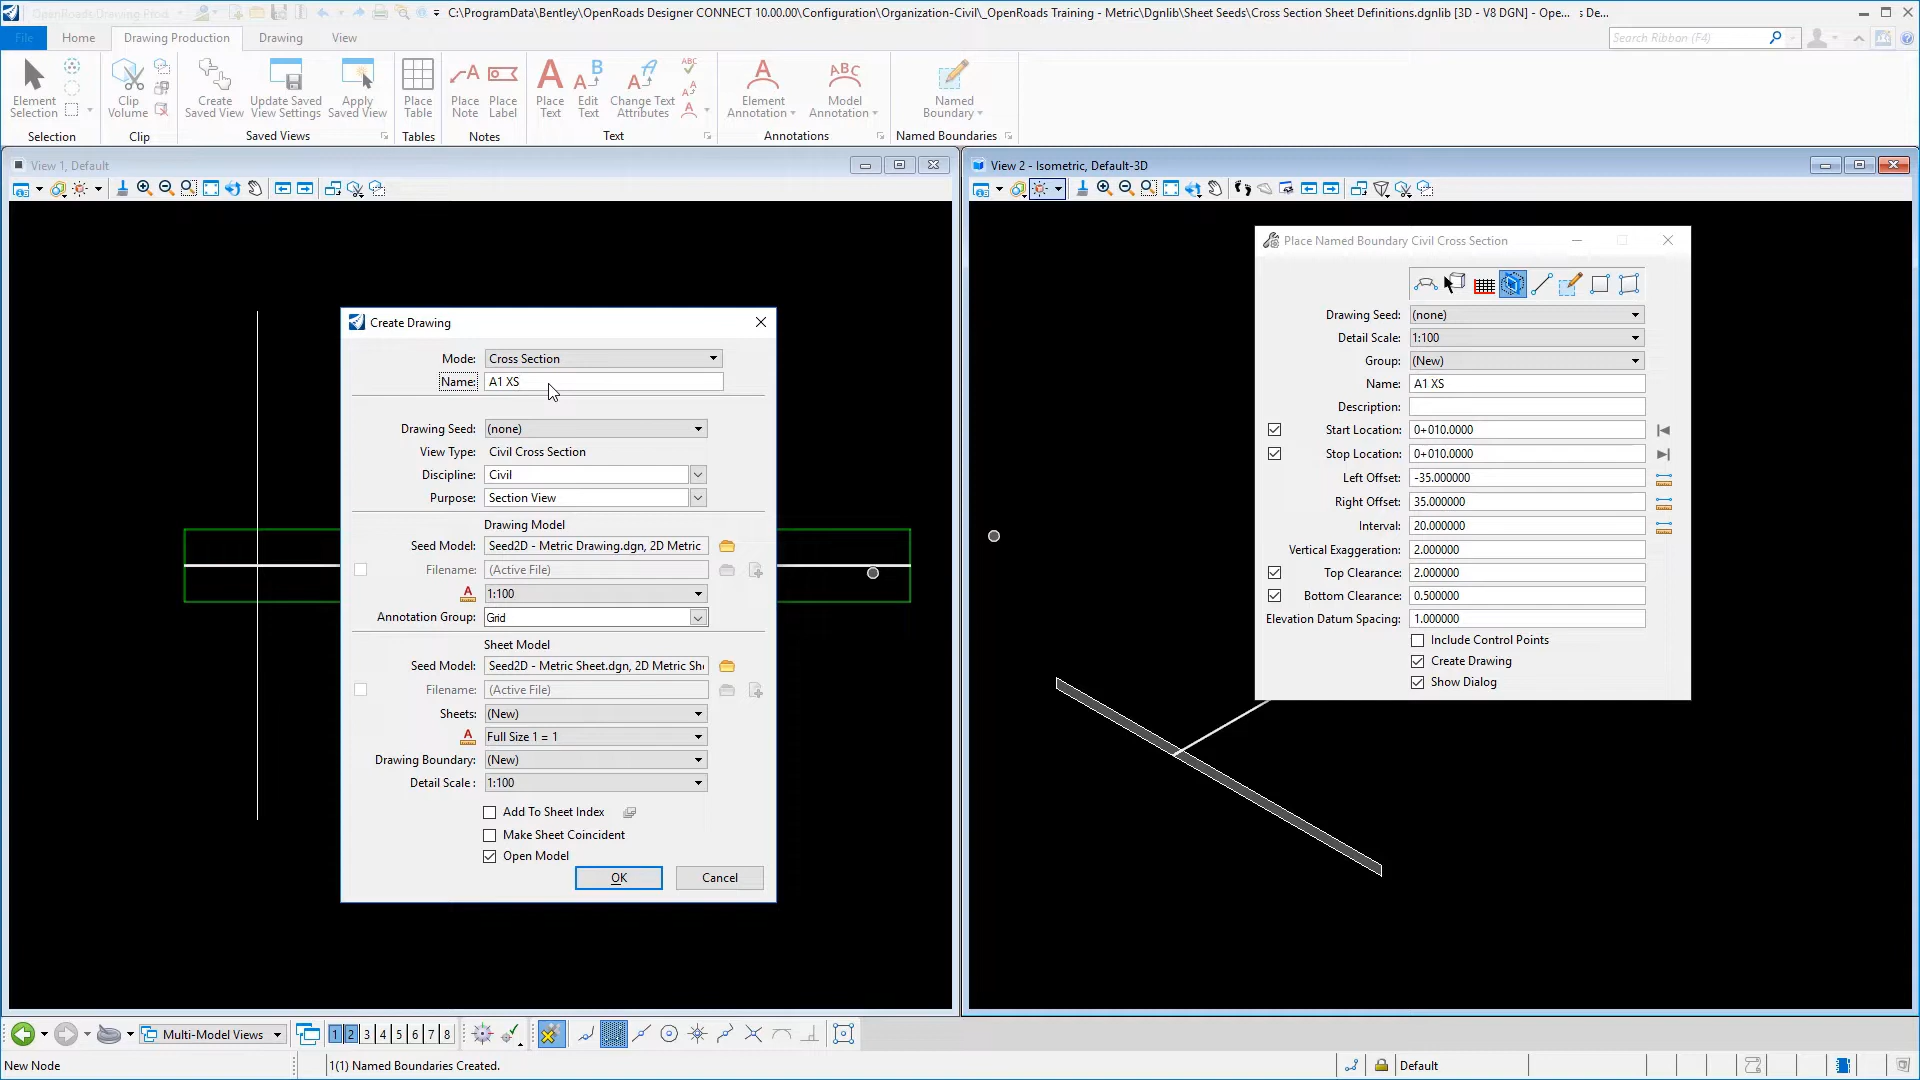 OpenRoads Drawing Prod
C:\ProgramData\Bentley\OpenRoads Designer CONNECT 10.00.00\Configuration\Organization-Civil\_OpenRoads Training - Metric\Dgnlib\Sheet Seeds\Cross Section Sheet Definitions.dgnlib [3D - V8 DGN] - Ope... s De...
File Home Drawing Production Drawing View
Search Ribbon (F4)
Element Selection
Clip Volume
Create Saved View
Update Saved View Settings
Apply Saved View
Place Table
Place Note
Place Label
Place Text
Edit Text
Change Text Attributes
Element Annotation
Model Annotation
Named Boundary
Selection Clip Saved Views Tables Notes Text Annotations Named Boundaries
View 1, Default
View 2 - Isometric, Default-3D
Create Drawing
Mode: Cross Section
Name: A1 XS
Drawing Seed: (none)
View Type: Civil Cross Section
Discipline: Civil
Purpose: Section View
Drawing Model
Seed Model: Seed2D - Metric Drawing.dgn, 2D Metric
Filename: (Active File)
1:100
Annotation Group: Grid
Sheet Model
Seed Model: Seed2D - Metric Sheet.dgn, 2D Metric She
Filename: (Active File)
Sheets: (New)
Full Size 1 = 1
Drawing Boundary: (New)
Detail Scale : 1:100
Add To Sheet Index
Make Sheet Coincident
Open Model
OK Cancel
Place Named Boundary Civil Cross Section
Drawing Seed: (none)
Detail Scale: 1:100
Group: (New)
Name: A1 XS
Description:
Start Location: 0+010.0000
Stop Location: 0+010.0000
Left Offset: -35.000000
Right Offset: 35.000000
Interval: 20.000000
Vertical Exaggeration: 2.000000
Top Clearance: 2.000000
Bottom Clearance: 0.500000
Elevation Datum Spacing: 1.000000
Include Control Points
Create Drawing
Show Dialog
Multi-Model Views
1 2 3 4 5 6 7 8
New Node
1(1) Named Boundaries Created.
Default